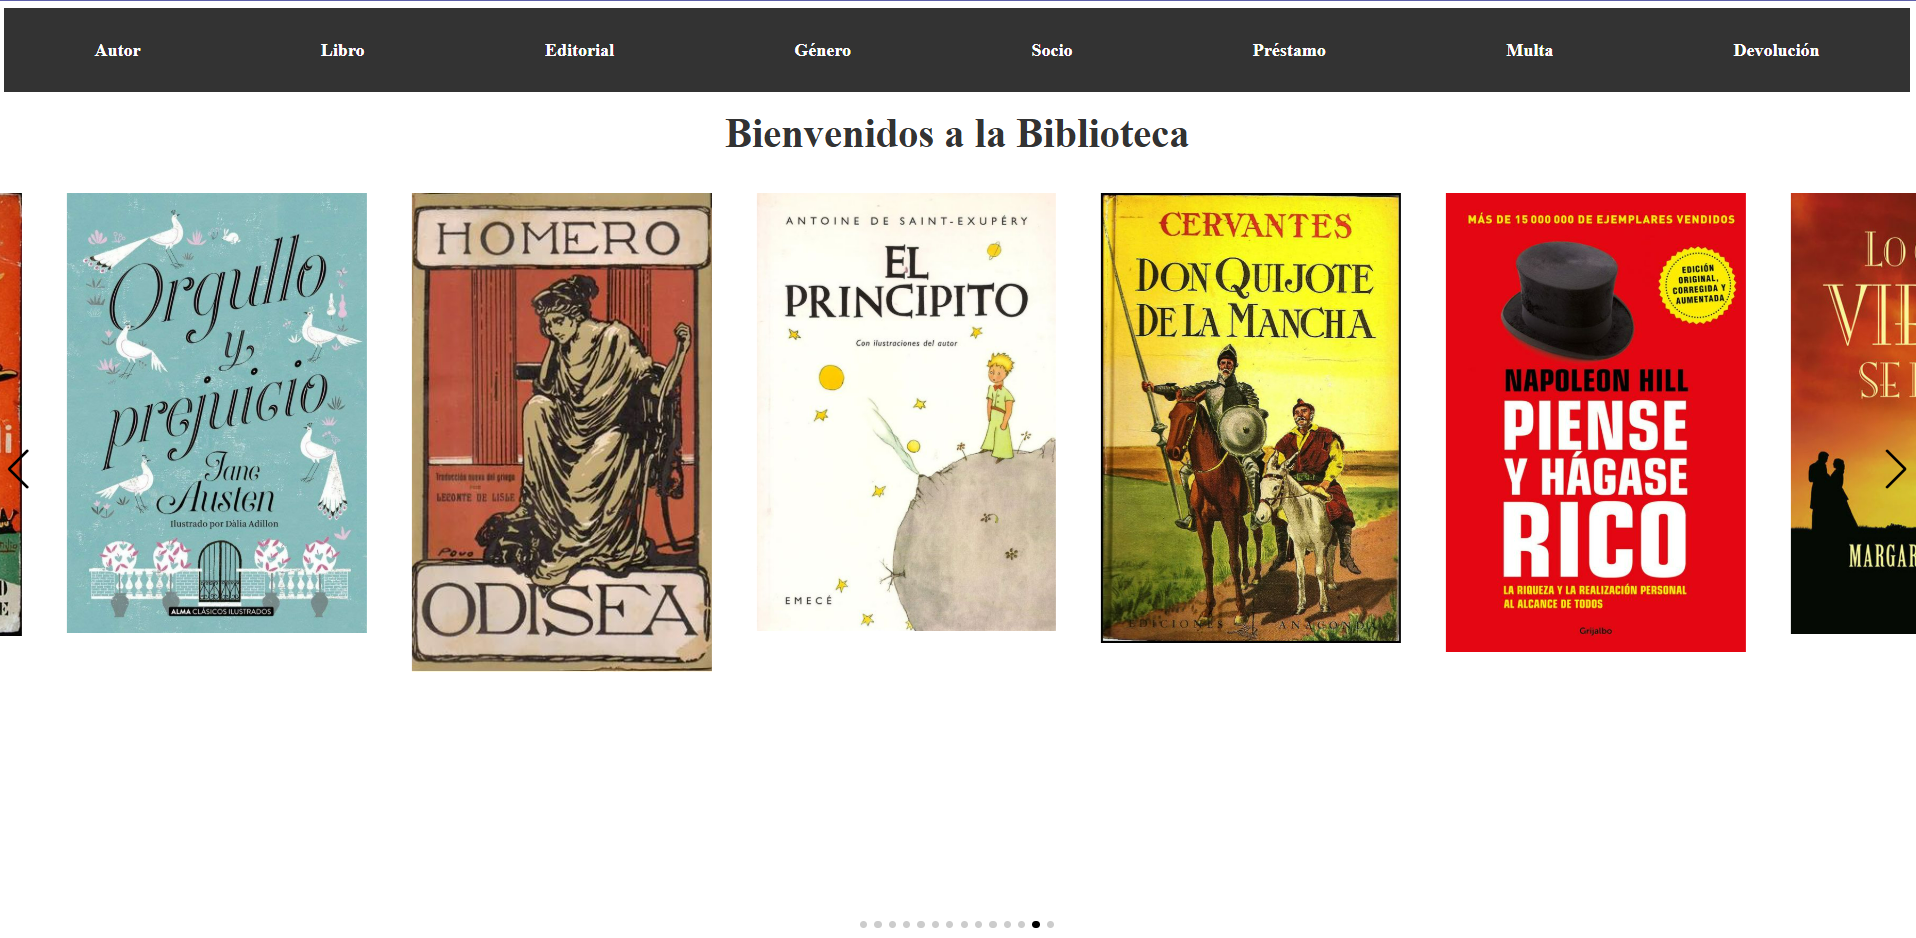 Autor Libro Editorial Género Socio Préstamo Multa Devolución
Bienvenidos a la Biblioteca
Orgullo
y
prejuicio
Jane
Austen
Ilustrado por Dàlia Adillon
ALMA CLÁSICOS ILUSTRADOS
HOMERO
Traducción nueva del griego
LECONTE DE LISLE
POVO
ODISEA
ANTOINE DE SAINT-EXUPÉRY
EL
PRINCIPITO
Con ilustraciones del autor
EMECÉ
CERVANTES
DON QUIJOTE
DE LA MANCHA
EDICIONES ANACONDA
MÁS DE 15 000 000 DE EJEMPLARES VENDIDOS
EDICIÓN
ORIGINAL,
CORREGIDA Y
AUMENTADA
NAPOLEON HILL
PIENSE
Y HÁGASE
RICO
LA RIQUEZA Y LA REALIZACIÓN PERSONAL
AL ALCANCE DE TODOS
Grijalbo
LO
VIE
SE
MARGAR